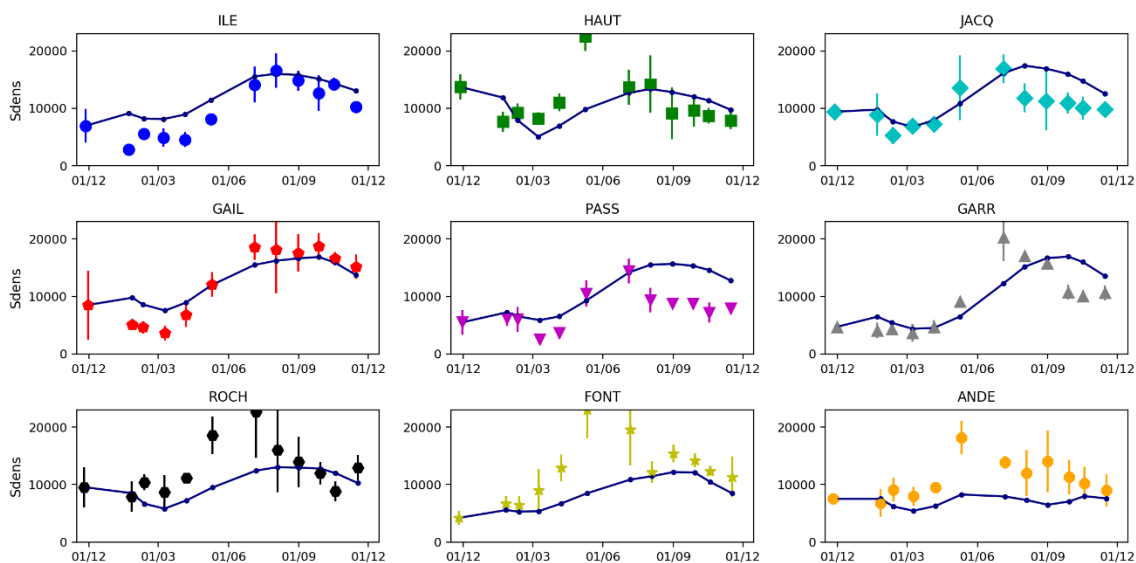 ILE HAUT JACQ
Sdens 20000 10000 0 20000 10000 0 20000 10000 0
01/12 01/03 01/06 01/09 01/12 01/12 01/03 01/06 01/09 01/12 01/12 01/03 01/06 01/09 01/12
GAIL PASS GARR
Sdens 20000 10000 0 20000 10000 0 20000 10000 0
01/12 01/03 01/06 01/09 01/12 01/12 01/03 01/06 01/09 01/12 01/12 01/03 01/06 01/09 01/12
ROCH FONT ANDE
Sdens 20000 10000 0 20000 10000 0 20000 10000 0
01/12 01/03 01/06 01/09 01/12 01/12 01/03 01/06 01/09 01/12 01/12 01/03 01/06 01/09 01/12